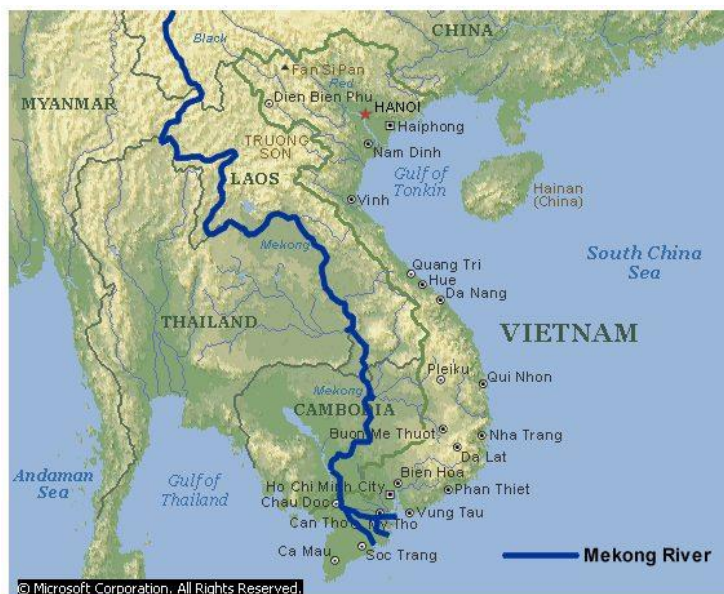 Black
CHINA
Fan Si Pan
Red
MYANMAR
Dien Bien Phu
HANOI
Haiphong
TRUONG
SON
Nam Dinh
Gulf of
Tonkin
LAOS
Hainan
(China)
Vinh
Mekong
South China
Sea
Quang Tri
Hue
Da Nang
THAILAND
VIETNAM
Pleiku
Qui Nhon
Mekong
CAMBODIA
Buon Me Thuot
Nha Trang
Da Lat
Andaman
Sea
Gulf of
Thailand
Bien Hoa
Ho Chi Minh City
Phan Thiet
Chau Doc
Vung Tau
Can Tho
My Tho
Ca Mau
Soc Trang
Mekong River
© Microsoft Corporation. All Rights Reserved.